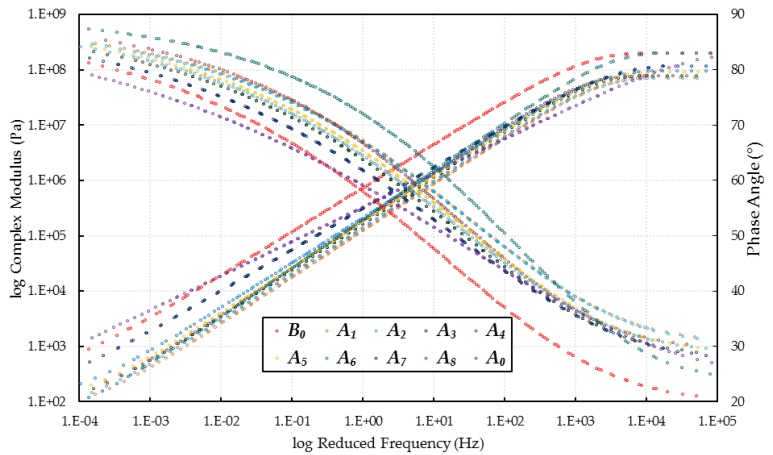 1.E+09
1.E+08
1.E+07
1.E+06
1.E+05
1.E+04
1.E+03
1.E+02
log Complex Modulus (Pa)
90
80
70
60
50
40
30
20
Phase Angle (°)
B0 A1 A2 A3 A4
A5 A6 A7 A8 A0
1.E-04 1.E-03 1.E-02 1.E-01 1.E+00 1.E+01 1.E+02 1.E+03 1.E+04 1.E+05
log Reduced Frequency (Hz)